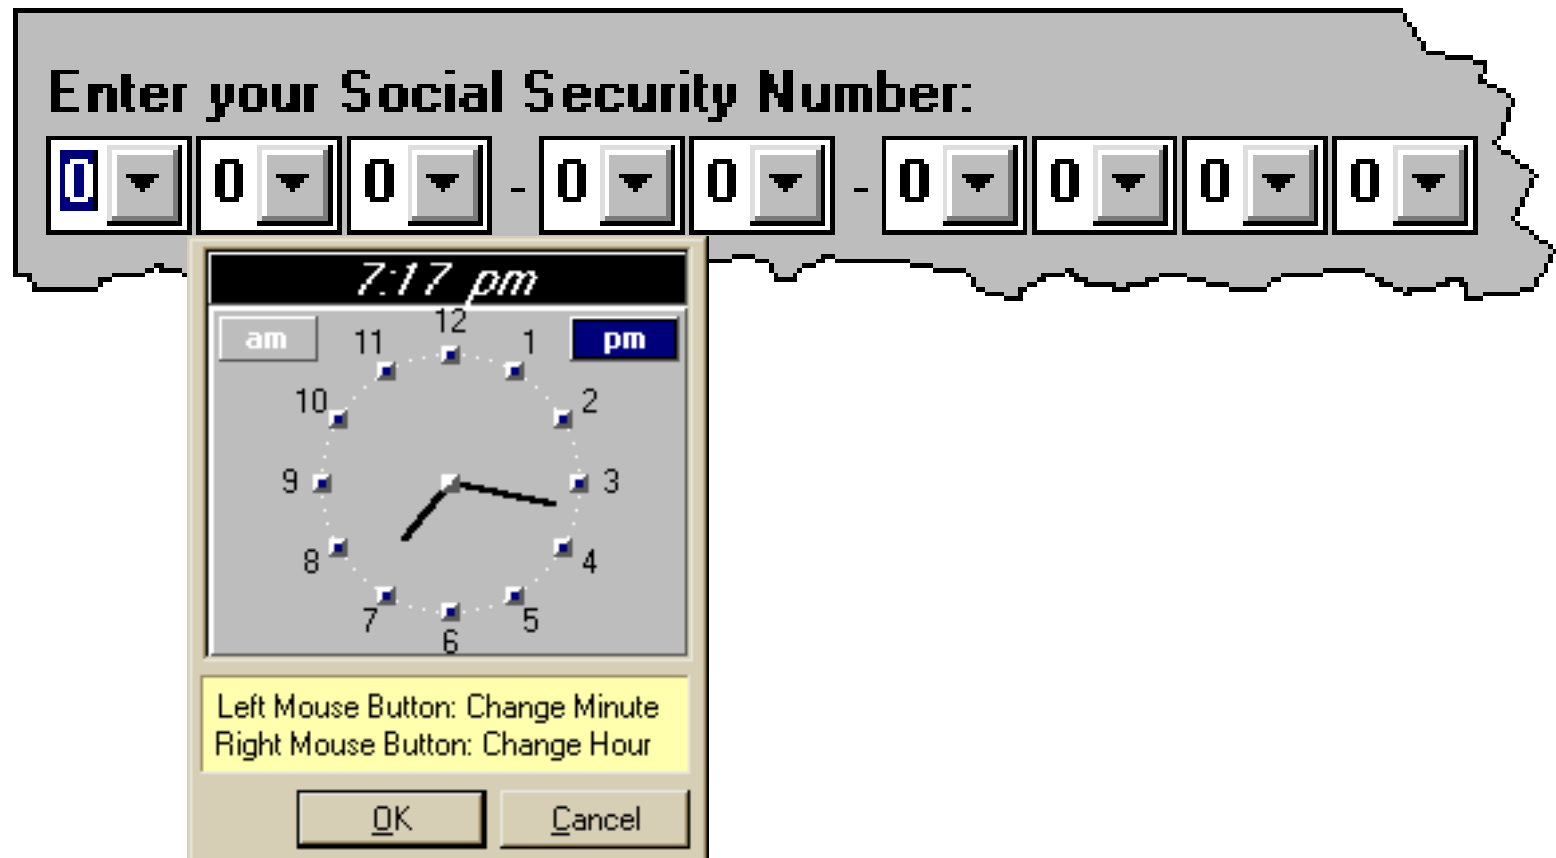 Enter your Social Security Number:
0 0 0 - 0 0 - 0 0 0 0
7:17 pm
am pm
12
11 1
10 2
9 3
8 4
7 5
6
Left Mouse Button: Change Minute
Right Mouse Button: Change Hour
OK Cancel